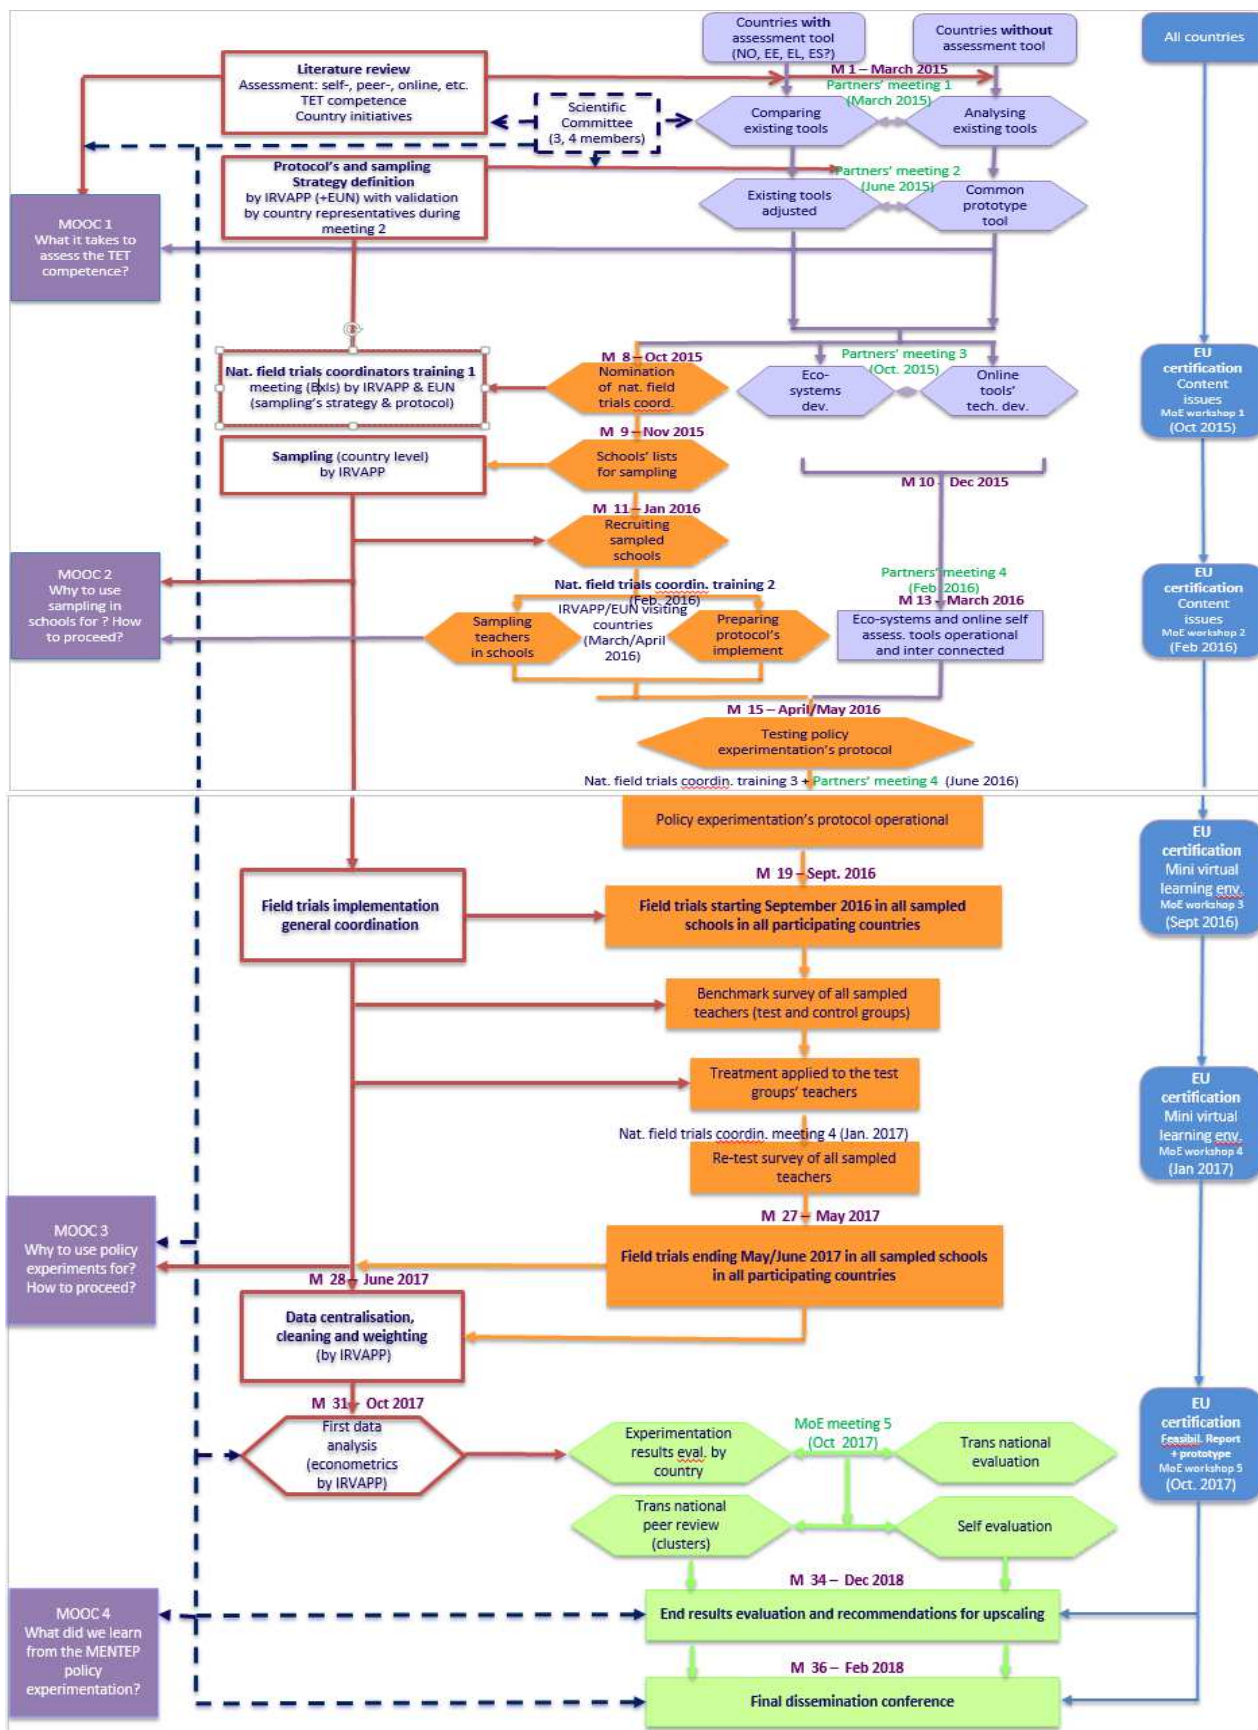 Countries with
assessment tool
(NO, EE, EL, ES?)
Countries without
assessment tool
All countries
Literature review
Assessment: self-, peer-, online, etc.
TET competence
Country initiatives
M 1 – March 2015
Partners' meeting 1
(March 2015)
Scientific
Committee
(3, 4 members)
Comparing
existing tools
Analysing
existing tools
Protocol's and sampling
Strategy definition
by IRVAPP (+EUN) with validation
by country representatives during
meeting 2
Partners' meeting 2
(June 2015)
Existing tools
adjusted
Common
prototype
tool
MOOC 1
What it takes to
assess the TET
competence?
Nat. field trials coordinators training 1
meeting (Bxls) by IRVAPP & EUN
(sampling's strategy & protocol)
M 8 – Oct 2015
Nomination
of nat. field
trials coord.
Partners' meeting 3
(Oct. 2015)
Eco-
systems
dev.
Online
tools'
tech. dev.
EU
certification
Content
issues
MoE workshop 1
(Oct 2015)
Sampling (country level)
by IRVAPP
M 9 – Nov 2015
Schools' lists
for sampling
M 10 - Dec 2015
M 11 – Jan 2016
Recruiting
sampled
schools
MOOC 2
Why to use
sampling in
schools for ? How
to proceed?
Nat. field trials coordin. training 2
(Feb. 2016)
Sampling
teachers
in schools
IRVAPP/EUN visiting
countries
(March/April
2016)
Preparing
protocol's
implement
Partners' meeting 4
(Feb. 2016)
M 13 – March 2016
Eco-systems and online self
assess. tools operational
and inter connected
EU
certification
Content
issues
MoE workshop 2
(Feb 2016)
M 15 – April/May 2016
Testing policy
experimentation's protocol
Nat. field trials coordin. training 3 + Partners' meeting 4 (June 2016)
Policy experimentation's protocol operational
EU
certification
Mini virtual
learning env.
MoE workshop 3
(Sept 2016)
M 19 – Sept. 2016
Field trials implementation
general coordination
Field trials starting September 2016 in all sampled
schools in all participating countries
Benchmark survey of all sampled
teachers (test and control groups)
Treatment applied to the test
groups' teachers
EU
certification
Mini virtual
learning env.
MoE workshop 4
(Jan 2017)
Nat. field trials coordin. meeting 4 (Jan. 2017)
Re-test survey of all sampled
teachers
M 27 – May 2017
MOOC 3
Why to use policy
experiments for?
How to proceed?
Field trials ending May/June 2017 in all sampled schools
in all participating countries
M 28 – June 2017
Data centralisation,
cleaning and weighting
(by IRVAPP)
M 31 – Oct 2017
First data
analysis
(econometrics
by IRVAPP)
Experimentation
results eval. by
country
MoE meeting 5
(Oct 2017)
Trans national
evaluation
EU
certification
Feasibil. Report
+ prototype
MoE workshop 5
(Oct. 2017)
Trans national
peer review
(clusters)
Self evaluation
M 34 – Dec 2018
MOOC 4
What did we learn
from the MENTEP
policy
experimentation?
End results evaluation and recommendations for upscaling
M 36 – Feb 2018
Final dissemination conference